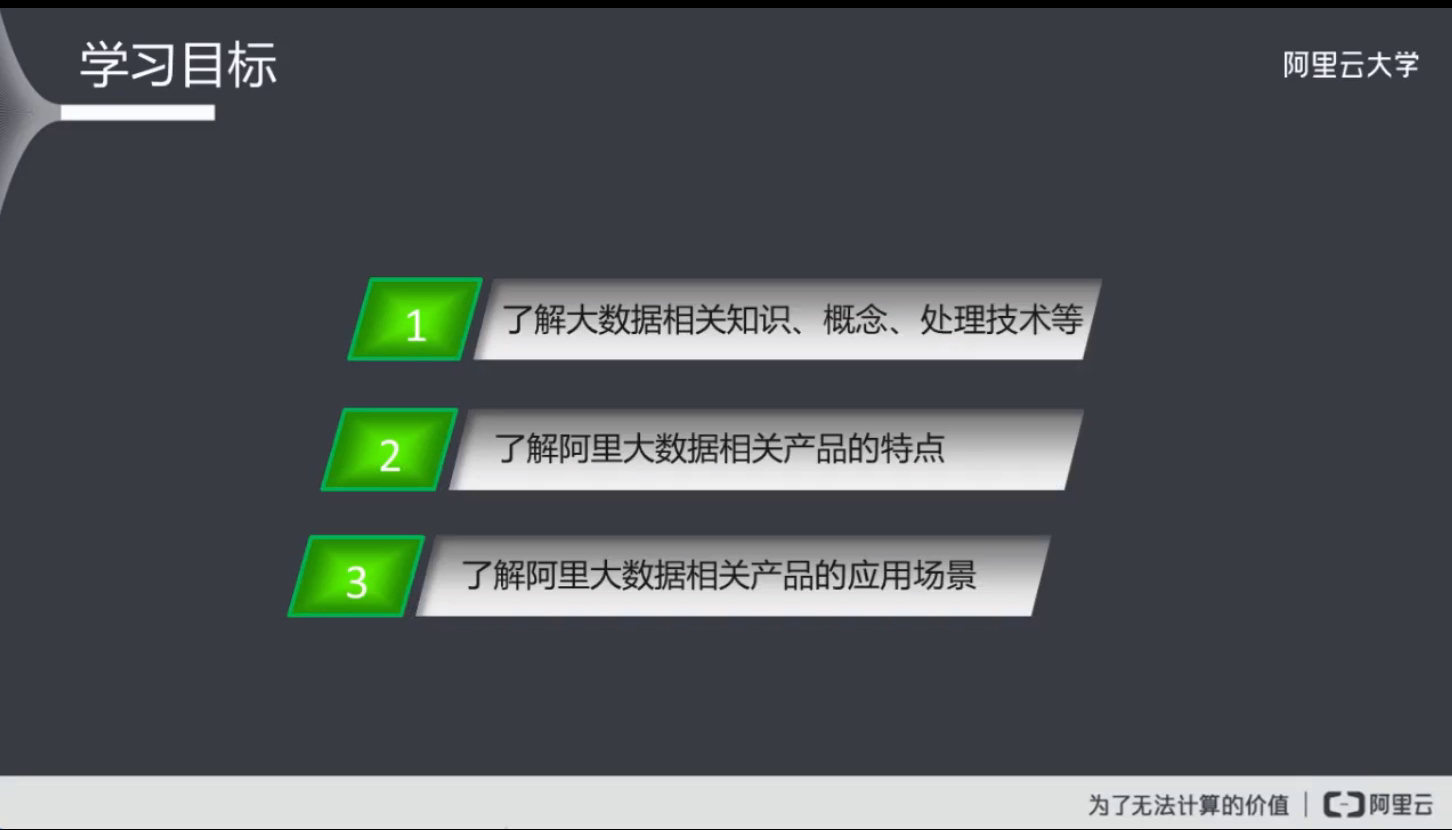 学习目标
阿里云大学
1 了解大数据相关知识、概念、处理技术等
2 了解阿里大数据相关产品的特点
3 了解阿里大数据相关产品的应用场景
为了无法计算的价值 | 阿里云